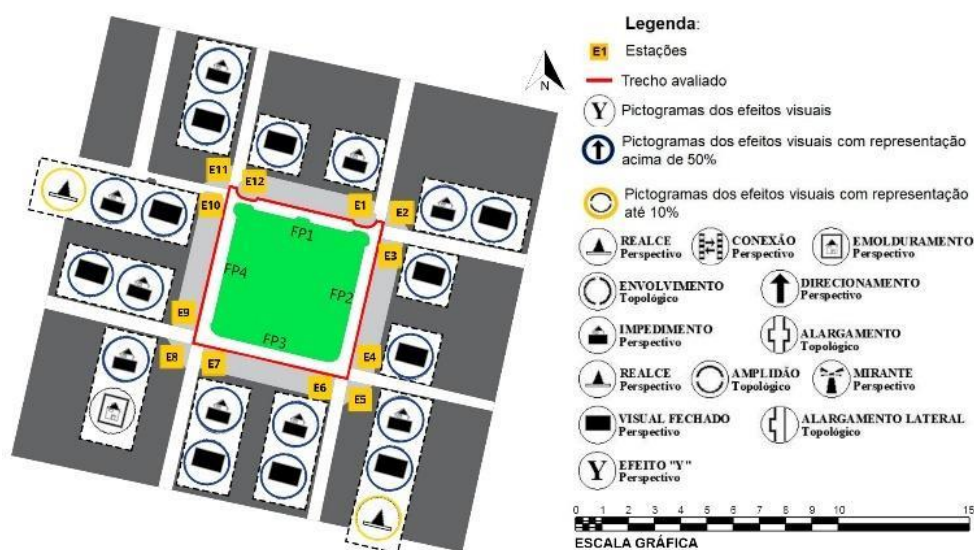 E11
E12
E1
E2
E10
FP1
E3
FP4
FP2
E9
FP3
E4
E8
E7
E6
E5
N
Legenda:
E1 Estações
Trecho avaliado
Y Pictogramas dos efeitos visuais
Pictogramas dos efeitos visuais com representação
acima de 50%
Pictogramas dos efeitos visuais com representação
até 10%
REALCE
Perspectivo
CONEXÃO
Perspectivo
EMOLDURAMENTO
Perspectivo
ENVOLVIMENTO
Topológico
DIRECIONAMENTO
Perspectivo
IMPEDIMENTO
Perspectivo
ALARGAMENTO
Topológico
REALCE
Perspectivo
AMPLIDÃO
Topológico
MIRANTE
Perspectivo
VISUAL FECHADO
Perspectivo
ALARGAMENTO LATERAL
Topológico
Y EFEITO "Y"
Perspectivo
0 1 2 3 4 5 6 7 8 9 10 15
ESCALA GRÁFICA